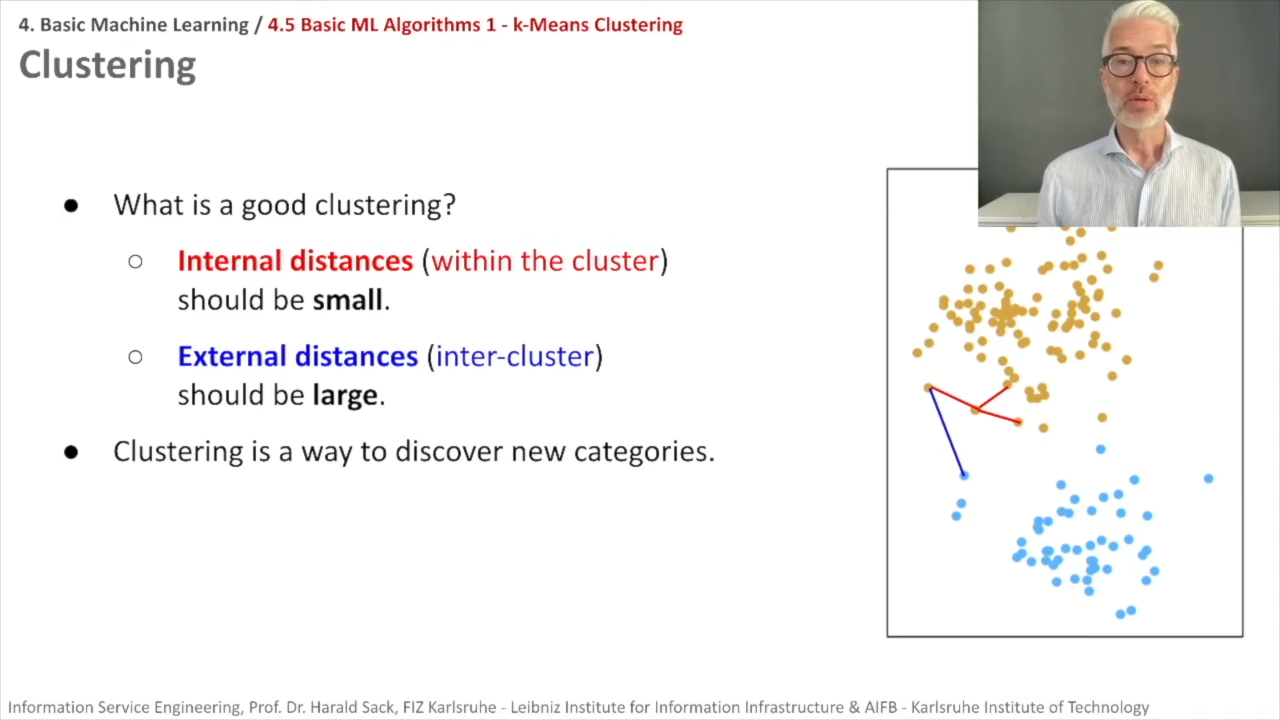 4. Basic Machine Learning / 4.5 Basic ML Algorithms 1 - k-Means Clustering
Clustering
● What is a good clustering?
○ Internal distances (within the cluster)
should be small.
○ External distances (inter-cluster)
should be large.
● Clustering is a way to discover new categories.
Information Service Engineering, Prof. Dr. Harald Sack, FIZ Karlsruhe - Leibniz Institute for Information Infrastructure & AIFB - Karlsruhe Institute of Technology